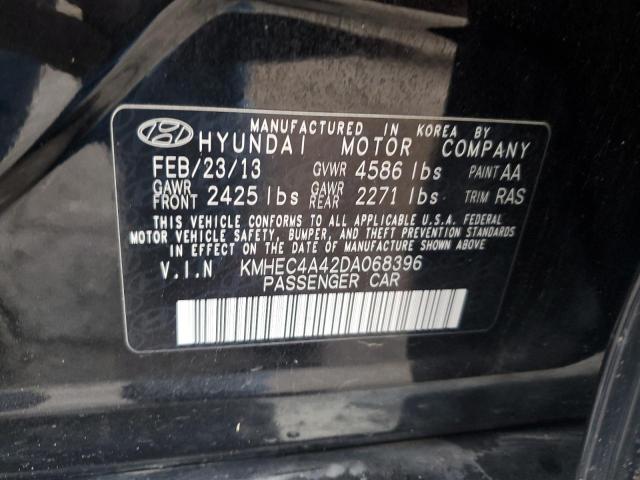 MANUFACTURED IN KOREA BY
HYUNDAI MOTOR COMPANY
FEB/23/13 GVWR 4586 lbs PAINT AA
GAWR FRONT 2425 lbs GAWR REAR 2271 lbs TRIM RAS
THIS VEHICLE CONFORMS TO ALL APPLICABLE U.S.A. FEDERAL
MOTOR VEHICLE SAFETY, BUMPER, AND THEFT PREVENTION STANDARDS
IN EFFECT ON THE DATE OF MANUFACTURE SHOWN ABOVE.
V.I.N KMHEC4A42DA068396
PASSENGER CAR